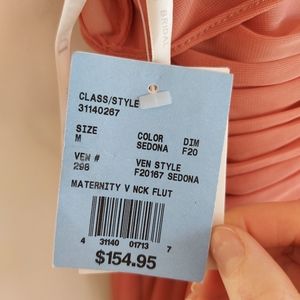 BRIDAL
CLASS/STYLE
31140267
SIZE COLOR DIM
M SEDONA F20
VEN # VEN STYLE
298 F20167 SEDONA
MATERNITY V NCK FLUT
4 31140 01713 7
$154.95